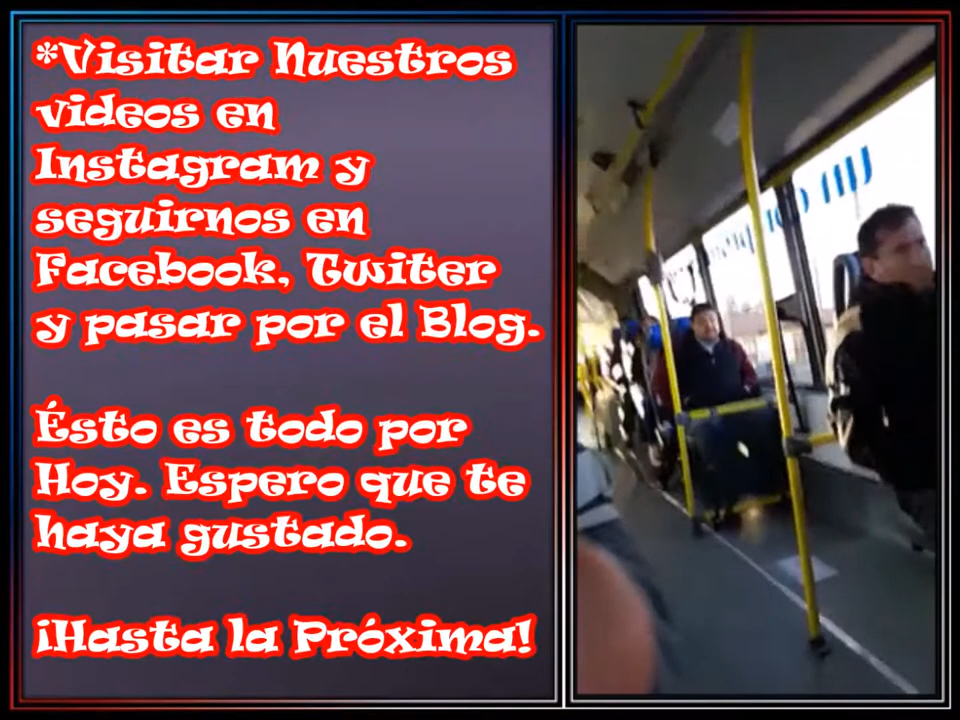 *Visitar Nuestros
videos en
Instagram y
seguirnos en
Facebook, Twiter
y pasar por el Blog.
Ésto es todo por
Hoy. Espero que te
haya gustado.
¡Hasta la Próxima!